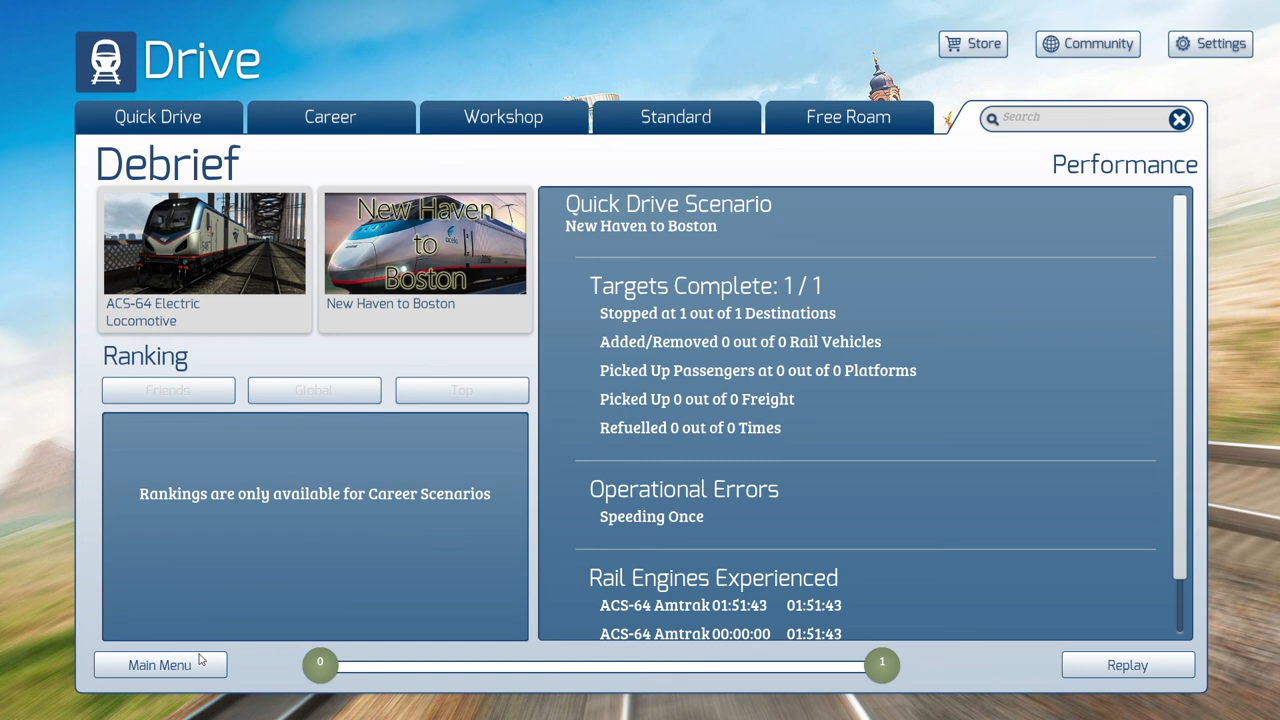 Drive
Store
Community
Settings
Quick Drive
Career
Workshop
Standard
Free Roam
Search
Debrief
Performance
New Haven
to
Boston
ACS-64 Electric
Locomotive
New Haven to Boston
Ranking
Friends
Global
Top
Rankings are only available for Career Scenarios
Quick Drive Scenario
New Haven to Boston
Targets Complete: 1 / 1
Stopped at 1 out of 1 Destinations
Added/Removed 0 out of 0 Rail Vehicles
Picked Up Passengers at 0 out of 0 Platforms
Picked Up 0 out of 0 Freight
Refuelled 0 out of 0 Times
Operational Errors
Speeding Once
Rail Engines Experienced
ACS-64 Amtrak 01:51:43 01:51:43
ACS-64 Amtrak 00:00:00 01:51:43
Main Menu
0
1
Replay